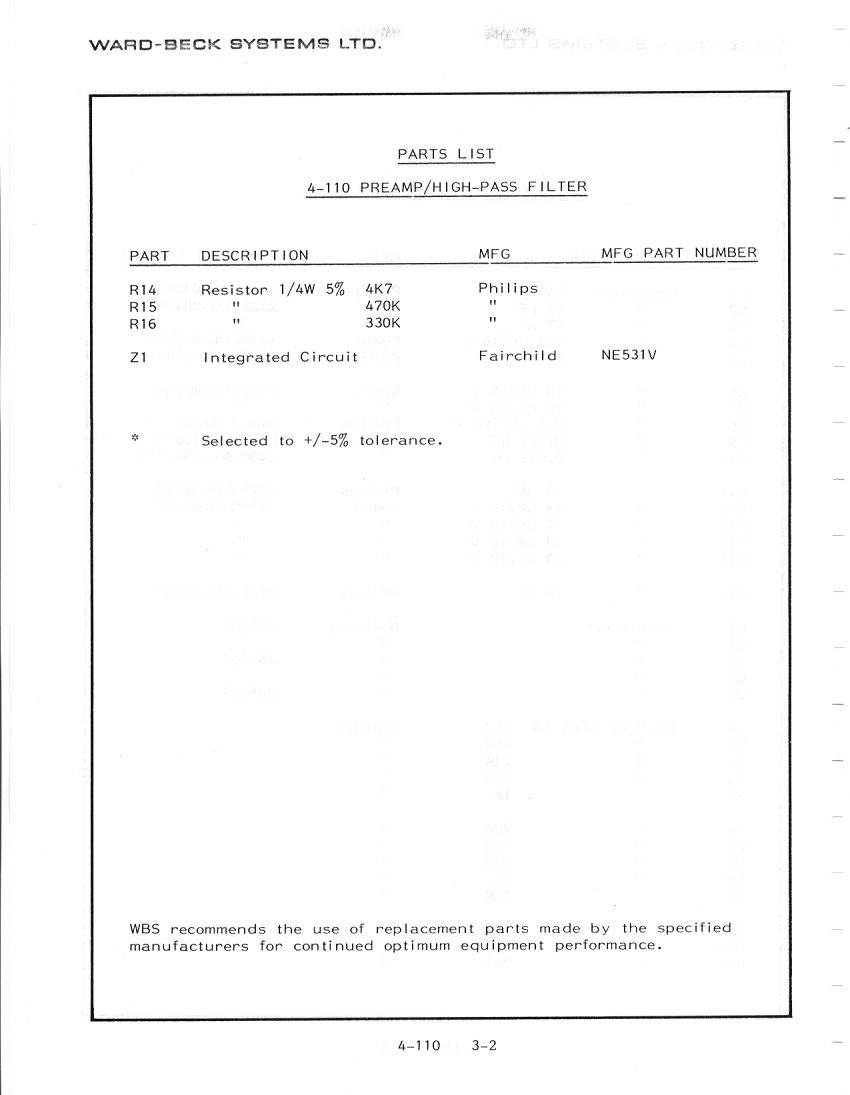 WARD-BECK SYSTEMS LTD.
PARTS LIST
4-110 PREAMP/HIGH-PASS FILTER
PART DESCRIPTION MFG MFG PART NUMBER
R14 Resistor 1/4W 5% 4K7 Philips
R15 " 470K "
R16 " 330K "
Z1 Integrated Circuit Fairchild NE531V
* Selected to +/-5% tolerance.
WBS recommends the use of replacement parts made by the specified
manufacturers for continued optimum equipment performance.
4-110 3-2